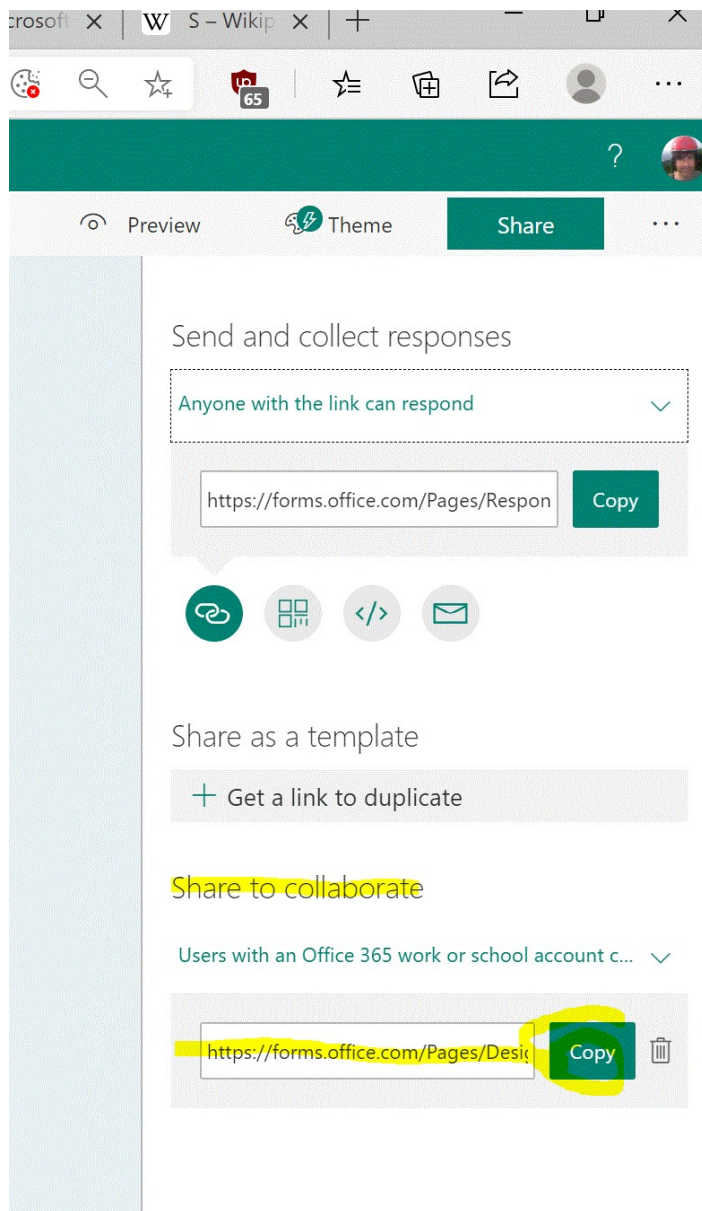 crosoft
W S – Wikip
65
?
Preview Theme Share ...
Send and collect responses
Anyone with the link can respond
https://forms.office.com/Pages/Respon Copy
Share as a template
+ Get a link to duplicate
Share to collaborate
Users with an Office 365 work or school account c...
https://forms.office.com/Pages/Desig Copy